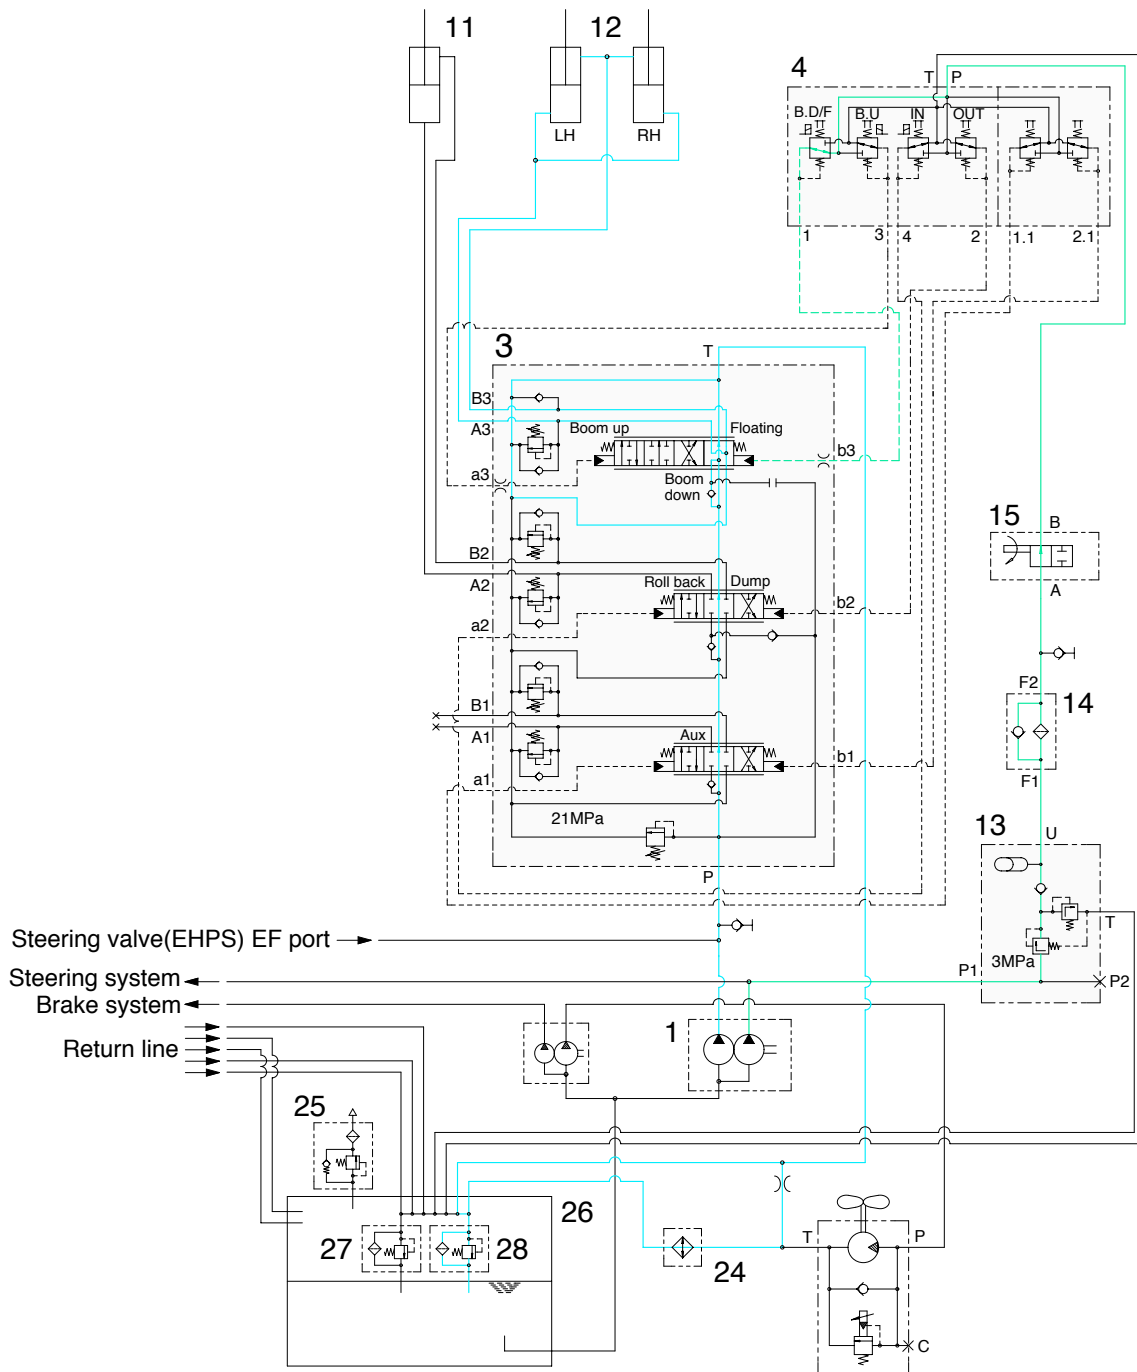 11
12
4
T P
B.D/F
B.U
IN
OUT
LH
RH
1
3
4
2
1.1
2.1
3
T
B3
A3
Boom up
Floating
b3
a3
Boom
down
15
B
A
B2
A2
Roll back
Dump
b2
a2
F2
14
F1
B1
A1
Aux
b1
a1
21MPa
13
U
P
T
3MPa
P1
P2
Steering valve(EHPS) EF port
Steering system
Brake system
Return line
1
25
26
27
28
24
T
P
C